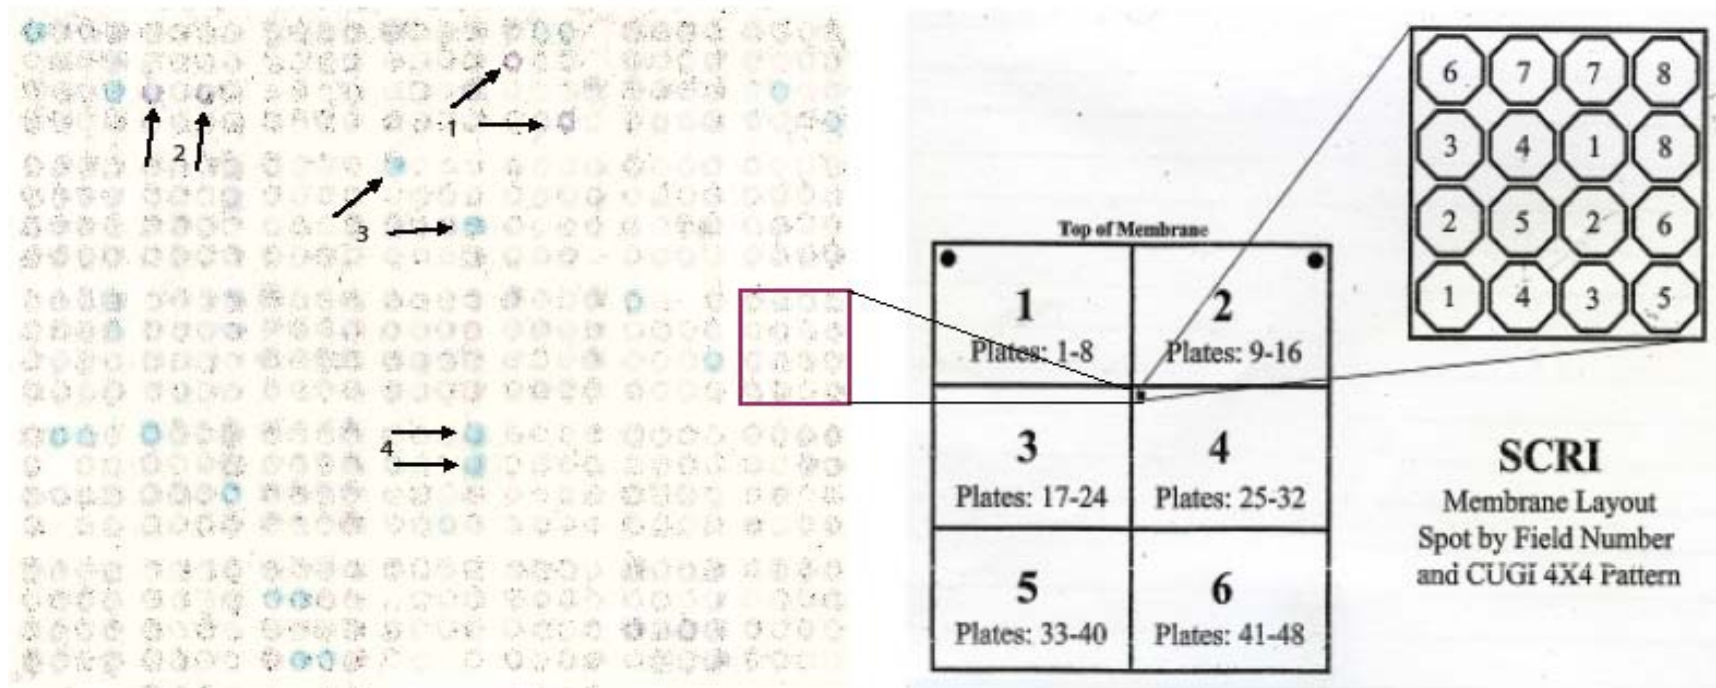 1
2
3
4
Top of Membrane
1
Plates: 1-8
2
Plates: 9-16
3
Plates: 17-24
4
Plates: 25-32
5
Plates: 33-40
6
Plates: 41-48
6 7 7 8
3 4 1 8
2 5 2 6
1 4 3 5
SCRI
Membrane Layout
Spot by Field Number
and CUGI 4X4 Pattern